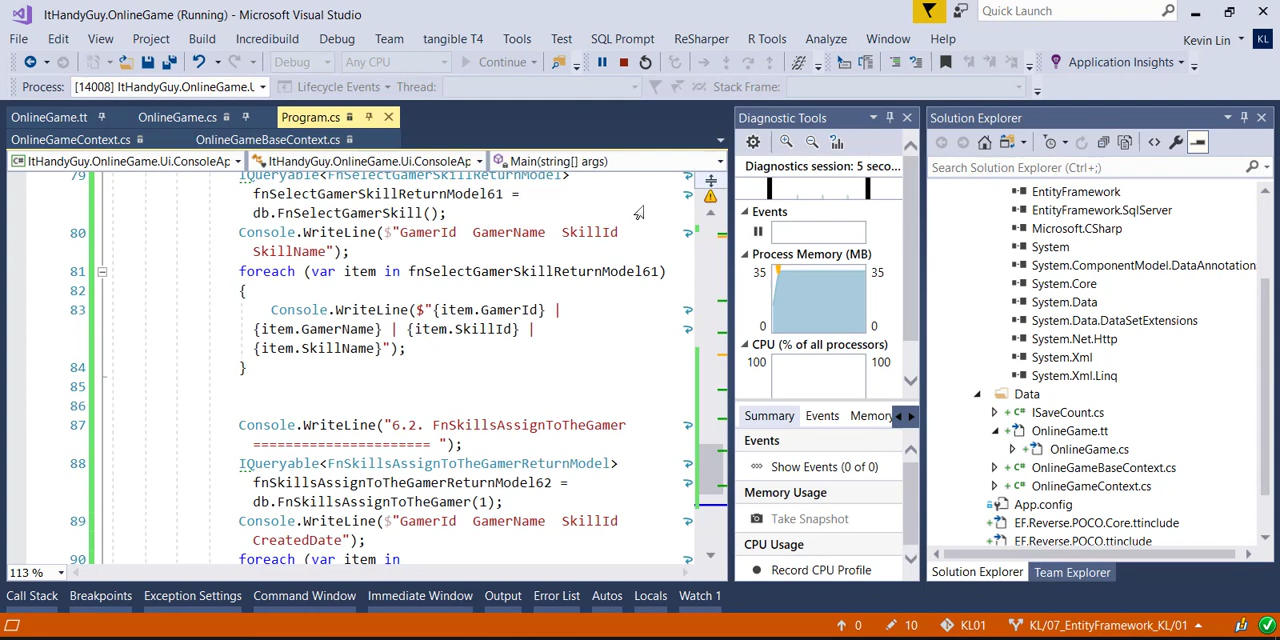 ItHandyGuy.OnlineGame (Running) - Microsoft Visual Studio
Quick Launch
File Edit View Project Build Incredibuild Debug Team tangible T4 Tools Test SQL Prompt ReSharper R Tools Analyze Window Help
Kevin Lin KL
Debug Any CPU Continue Application Insights
Process: [14008] ItHandyGuy.OnlineGame.U Lifecycle Events Thread: Stack Frame:
OnlineGame.tt OnlineGame.cs Program.cs
OnlineGameContext.cs OnlineGameBaseContext.cs
ItHandyGuy.OnlineGame.Ui.ConsoleAp ItHandyGuy.OnlineGame.Ui.ConsoleAp Main(string[] args)
79 IQueryable<FnSelectGamerSkillReturnModel>
fnSelectGamerSkillReturnModel61 =
db.FnSelectGamerSkill();
80 Console.WriteLine($"GamerId  GamerName  SkillId
SkillName");
81 foreach (var item in fnSelectGamerSkillReturnModel61)
82 {
83 Console.WriteLine($"{item.GamerId} |
{item.GamerName} | {item.SkillId} |
{item.SkillName}");
84 }
85
86
87 Console.WriteLine("6.2. FnSkillsAssignToTheGamer
====================== ");
88 IQueryable<FnSkillsAssignToTheGamerReturnModel>
fnSkillsAssignToTheGamerReturnModel62 =
db.FnSkillsAssignToTheGamer(1);
89 Console.WriteLine($"GamerId  GamerName  SkillId
CreatedDate");
90 foreach (var item in
113 %
Diagnostic Tools
Diagnostics session: 5 seco...
Events
Process Memory (MB)
35 35
0 0
CPU (% of all processors)
100 100
Summary Events Memory
Events
Show Events (0 of 0)
Memory Usage
Take Snapshot
CPU Usage
Record CPU Profile
Solution Explorer
Search Solution Explorer (Ctrl+;)
EntityFramework
EntityFramework.SqlServer
Microsoft.CSharp
System
System.ComponentModel.DataAnnotation
System.Core
System.Data
System.Data.DataSetExtensions
System.Net.Http
System.Xml
System.Xml.Linq
Data
ISaveCount.cs
OnlineGame.tt
OnlineGame.cs
OnlineGameBaseContext.cs
OnlineGameContext.cs
App.config
EF.Reverse.POCO.Core.ttinclude
EF.Reverse.POCO.ttinclude
Solution Explorer Team Explorer
Call Stack Breakpoints Exception Settings Command Window Immediate Window Output Error List Autos Locals Watch 1
0 10 KL01 KL/07_EntityFramework_KL/01